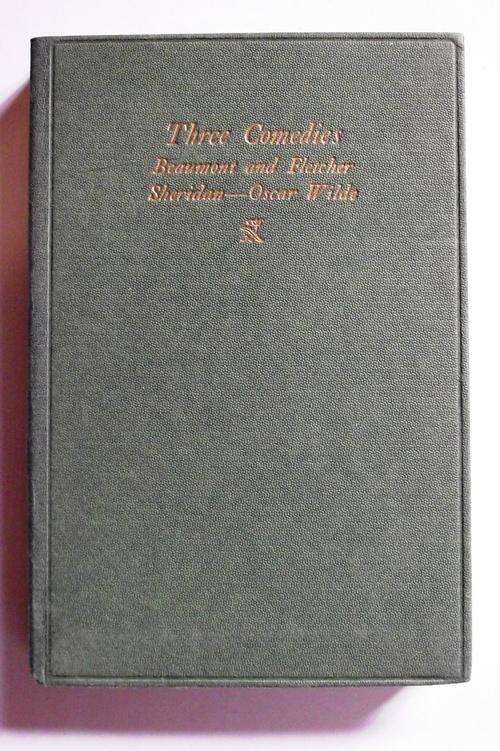 Three Comedies
Beaumont and Fletcher
Sheridan—Oscar Wilde